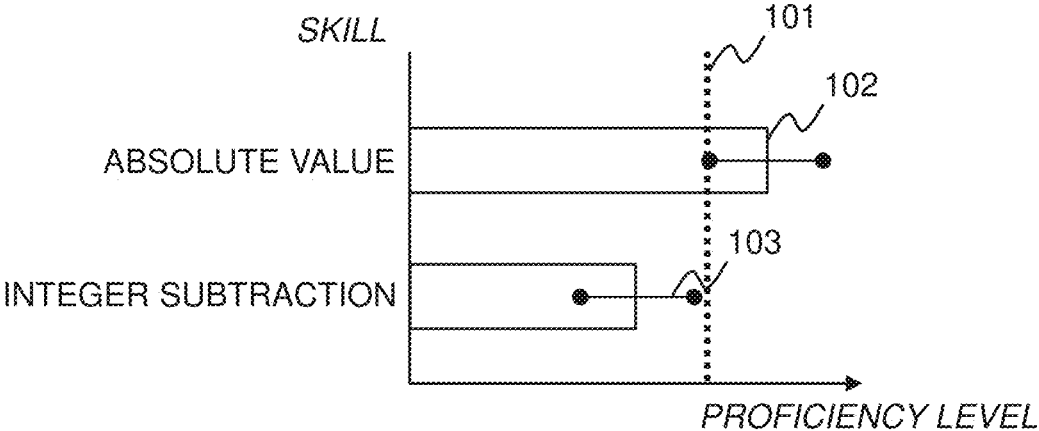 SKILL
101
102
ABSOLUTE VALUE
103
INTEGER SUBTRACTION
PROFICIENCY LEVEL